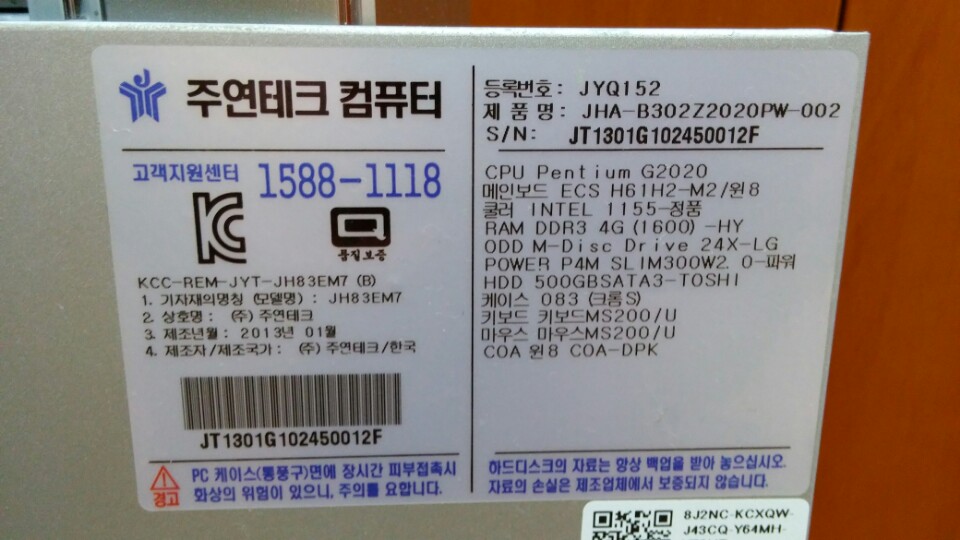 주연테크 컴퓨터
고객지원센터 1588-1118
KC
Q
품질보증
KCC-REM-JYT-JH83EM7 (B)
1. 기자재의명칭 (모델명) : JH83EM7
2. 상호명 : (주) 주연테크
3. 제조년월 : 2013년 01월
4. 제조자/제조국가: (주) 주연테크/한국
JT1301G102450012F
경고
PC 케이스(통풍구)면에 장시간 피부접촉시
화상의 위험이 있으니, 주의를 요합니다.
등록번호: JYQ152
제 품 명: JHA-B302Z2020PW-002
S/N: JT1301G102450012F
CPU Pentium G2020
메인보드 ECS H61H2-M2/윈8
쿨러 INTEL 1155-정품
RAM DDR3 4G (1600) -HY
ODD M-Disc Drive 24X-LG
POWER P4M SLIM300W2. 0-파워
HDD 500GBSATA3-TOSHI
케이스 083 (크롬S)
키보드 키보드MS200/U
마우스 마우스MS200/U
COA 윈8 COA-DPK
하드디스크의 자료는 항상 백업을 받아 놓으십시오.
자료의 손실은 제조업체에서 보증되지 않습니다.
8J2NC-KCXQW-
J43CQ-Y64MH-